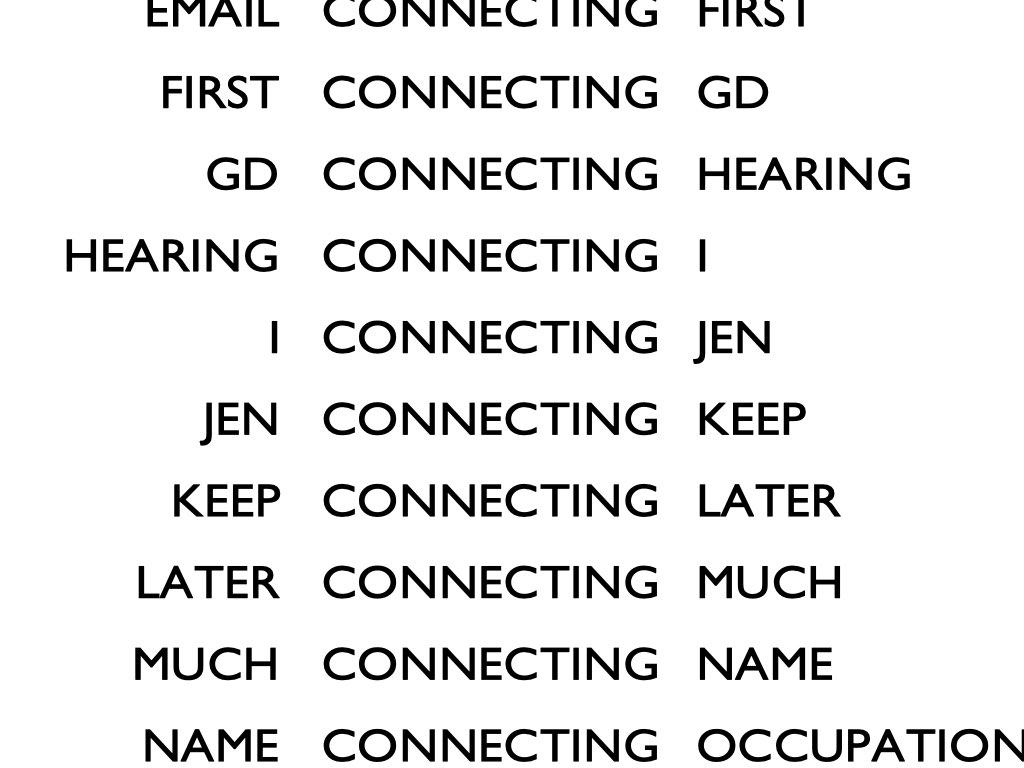 EMAIL CONNECTING FIRST
FIRST CONNECTING GD
GD CONNECTING HEARING
HEARING CONNECTING I
I CONNECTING JEN
JEN CONNECTING KEEP
KEEP CONNECTING LATER
LATER CONNECTING MUCH
MUCH CONNECTING NAME
NAME CONNECTING OCCUPATION